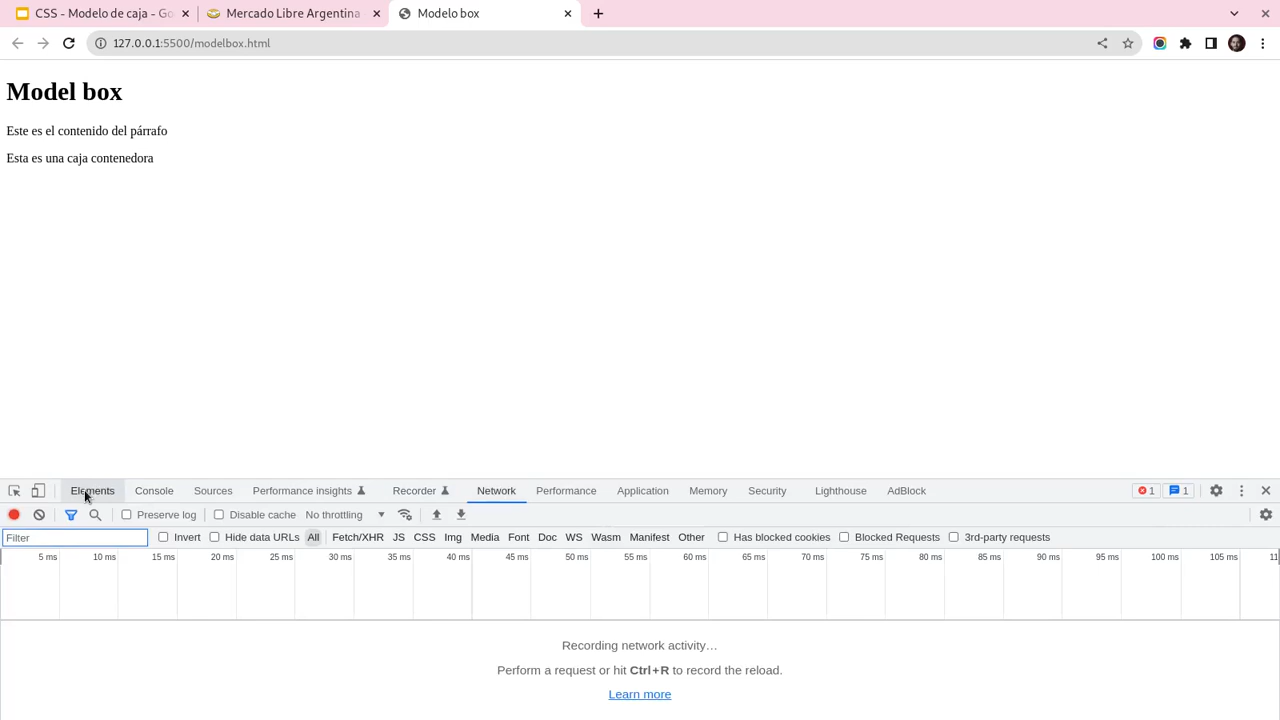 CSS - Modelo de caja - Go
Mercado Libre Argentina
Modelo box
127.0.0.1:5500/modelbox.html
Model box
Este es el contenido del párrafo
Esta es una caja contenedora
Elements Console Sources Performance insights Recorder Network Performance Application Memory Security Lighthouse AdBlock 1 1
Preserve log Disable cache No throttling
Filter Invert Hide data URLs All Fetch/XHR JS CSS Img Media Font Doc WS Wasm Manifest Other Has blocked cookies Blocked Requests 3rd-party requests
5 ms 10 ms 15 ms 20 ms 25 ms 30 ms 40 ms 45 ms 50 ms 55 ms 60 ms 65 ms 70 ms 75 ms 80 ms 85 ms 90 ms 95 ms 100 ms 105 ms 11
Recording network activity…
Perform a request or hit Ctrl+R to record the reload.
Learn more